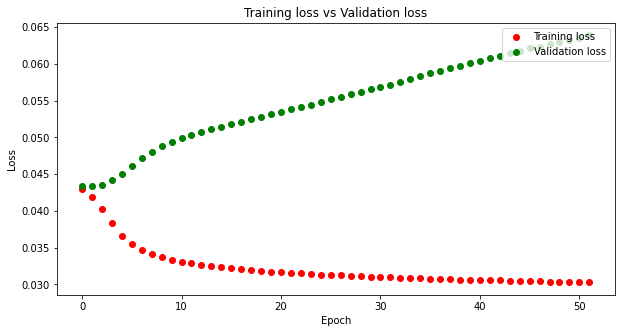 Training loss vs Validation loss
0.065
0.060
0.055
0.050
0.045
0.040
0.035
0.030
Loss
Training loss
Validation loss
0 10 20 30 40 50
Epoch